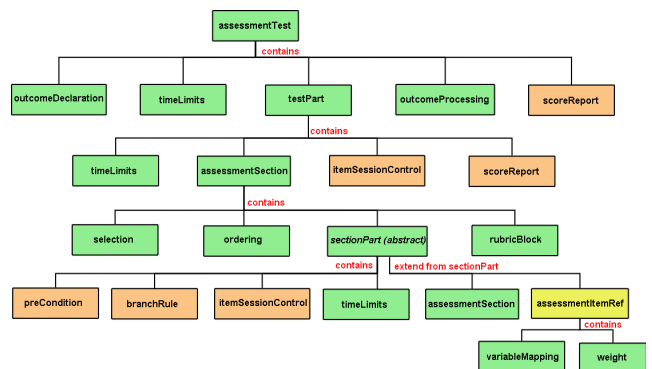 assessmentTest
contains
outcomeDeclaration
timeLimits
testPart
outcomeProcessing
scoreReport
contains
timeLimits
assessmentSection
itemSessionControl
scoreReport
contains
selection
ordering
sectionPart (abstract)
rubricBlock
contains
extend from sectionPart
preCondition
branchRule
itemSessionControl
timeLimits
assessmentSection
assessmentItemRef
contains
variableMapping
weight